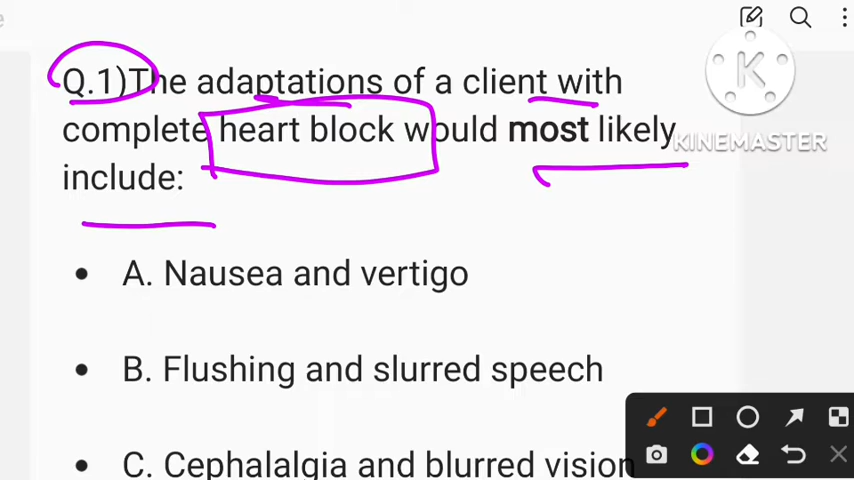 Q.1)The adaptations of a client with
complete heart block would most likely
include:
KINEMASTER
• A. Nausea and vertigo
• B. Flushing and slurred speech
• C. Cephalalgia and blurred vision